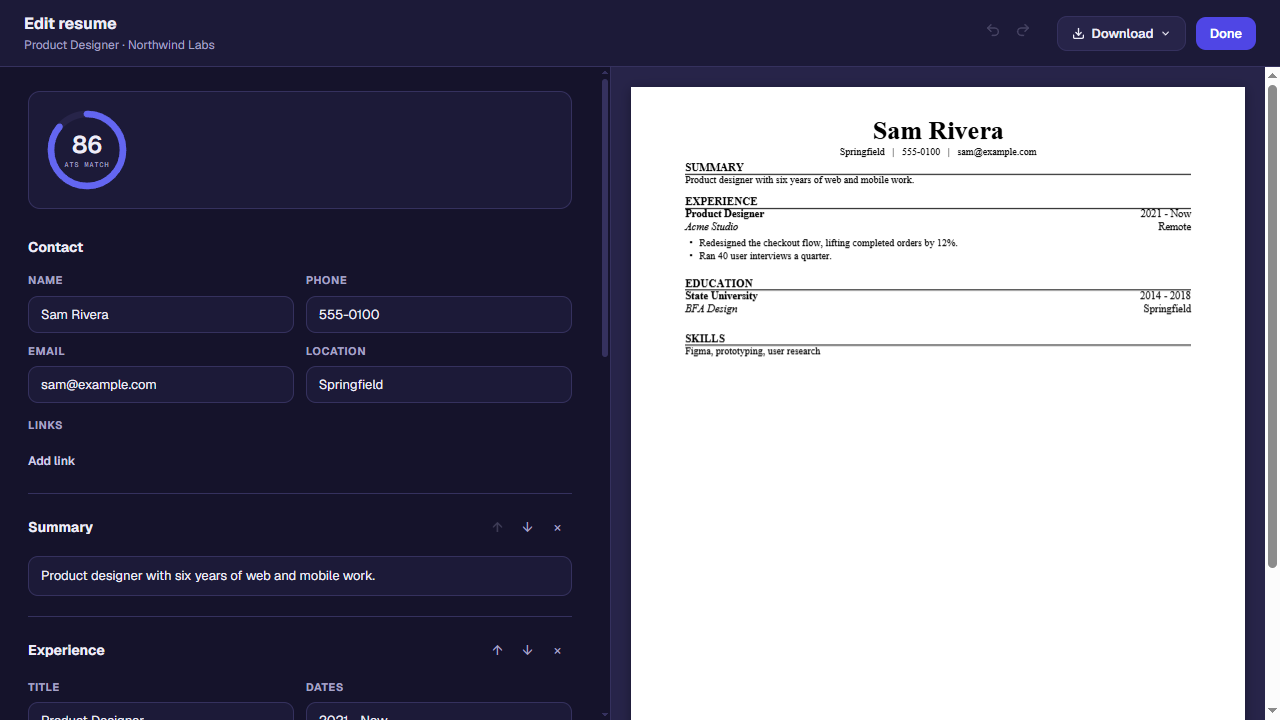 Edit resume
Product Designer · Northwind Labs
Download
Done
86
ATS MATCH
Contact
NAME
PHONE
Sam Rivera
555-0100
EMAIL
LOCATION
sam@example.com
Springfield
LINKS
Add link
Summary
Product designer with six years of web and mobile work.
Experience
TITLE
DATES
Product Designer
2021 - Now
Sam Rivera
Springfield | 555-0100 | sam@example.com
SUMMARY
Product designer with six years of web and mobile work.
EXPERIENCE
Product Designer 2021 - Now
Acme Studio Remote
• Redesigned the checkout flow, lifting completed orders by 12%.
• Ran 40 user interviews a quarter.
EDUCATION
State University 2014 - 2018
BFA Design Springfield
SKILLS
Figma, prototyping, user research